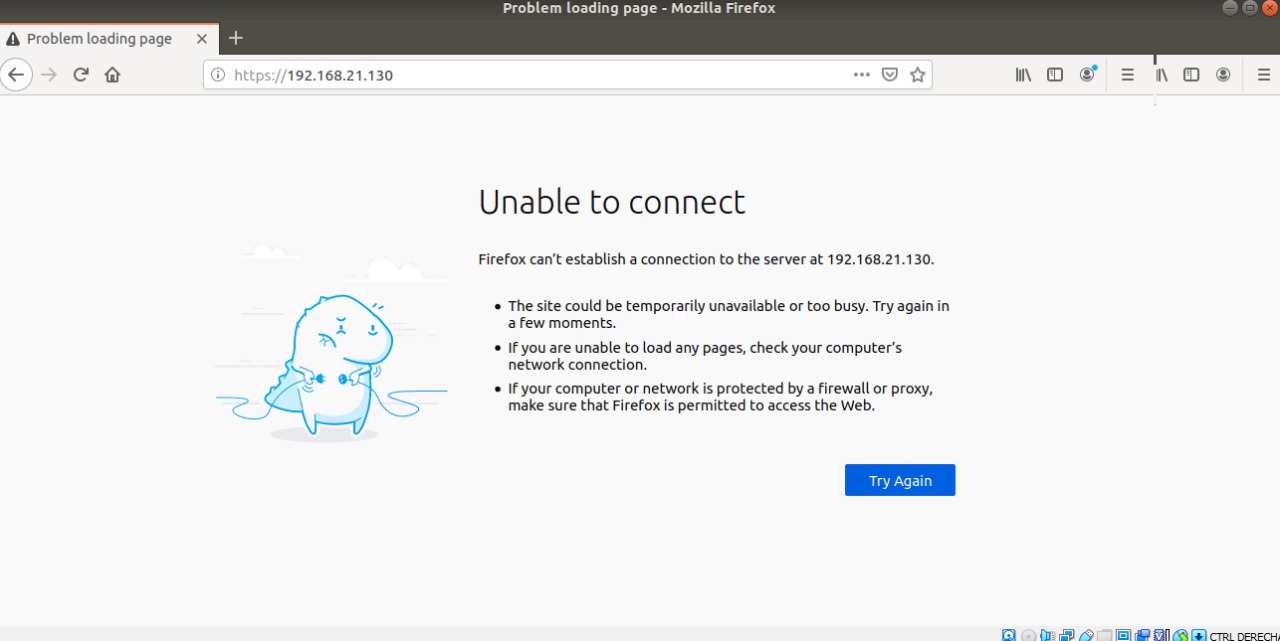 Problem loading page - Mozilla Firefox
Problem loading page
https://192.168.21.130
Unable to connect
Firefox can’t establish a connection to the server at 192.168.21.130.
The site could be temporarily unavailable or too busy. Try again in
a few moments.
If you are unable to load any pages, check your computer’s
network connection.
If your computer or network is protected by a firewall or proxy,
make sure that Firefox is permitted to access the Web.
Try Again
CTRL DERECHA